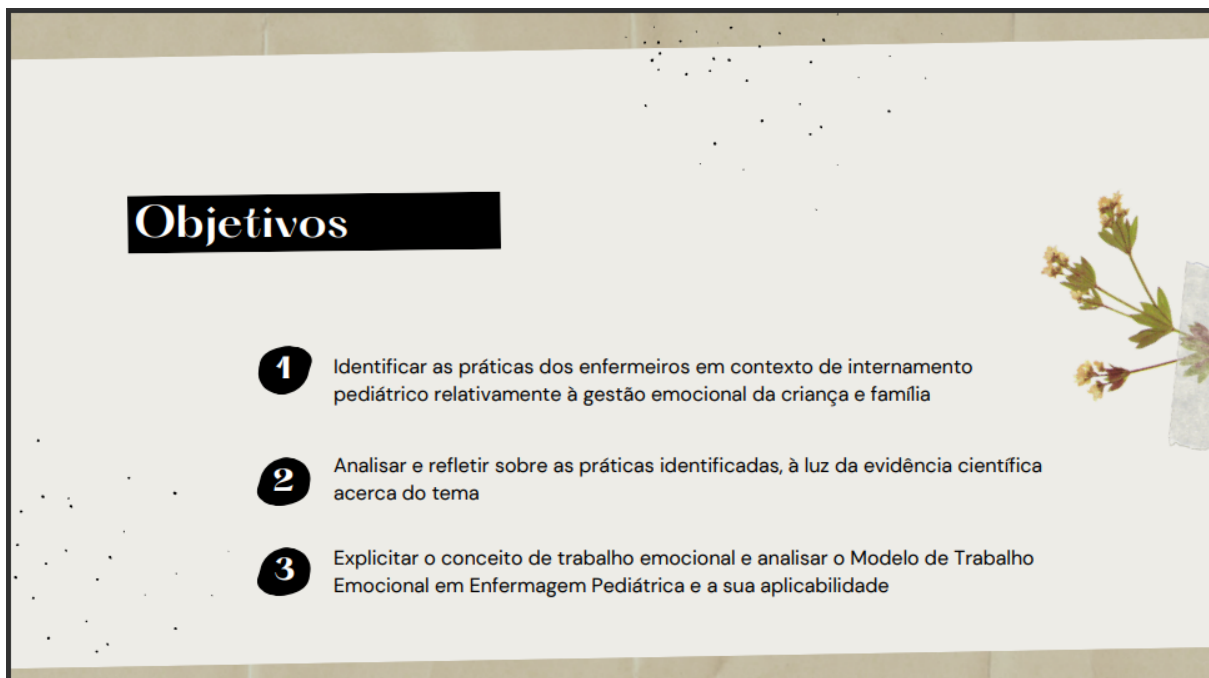 Objetivos
1
Identificar as práticas dos enfermeiros em contexto de internamento
pediátrico relativamente à gestão emocional da criança e família
2
Analisar e refletir sobre as práticas identificadas, à luz da evidência científica
acerca do tema
3
Explicitar o conceito de trabalho emocional e analisar o Modelo de Trabalho
Emocional em Enfermagem Pediátrica e a sua aplicabilidade